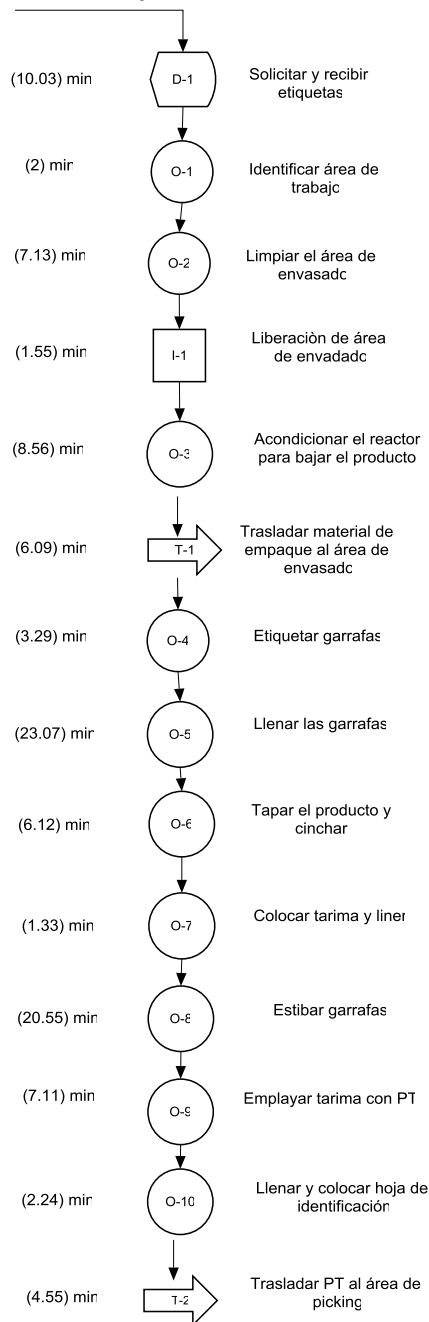 (10.03) min
D-1
Solicitar y recibir
etiquetas
(2) min
O-1
Identificar área de
trabajo
(7.13) min
O-2
Limpiar el área de
envasado
(1.55) min
I-1
Liberaciòn de área
de envadado
(8.56) min
O-3
Acondicionar el reactor
para bajar el producto
(6.09) min
T-1
Trasladar material de
empaque al área de
envasado
(3.29) min
O-4
Etiquetar garrafas
(23.07) min
O-5
Llenar las garrafas
(6.12) min
O-6
Tapar el producto y
cinchar
(1.33) min
O-7
Colocar tarima y liner
(20.55) min
O-8
Estibar garrafas
(7.11) min
O-9
Emplayar tarima con PT
(2.24) min
O-10
Llenar y colocar hoja de
identificación
(4.55) min
T-2
Trasladar PT al área de
picking